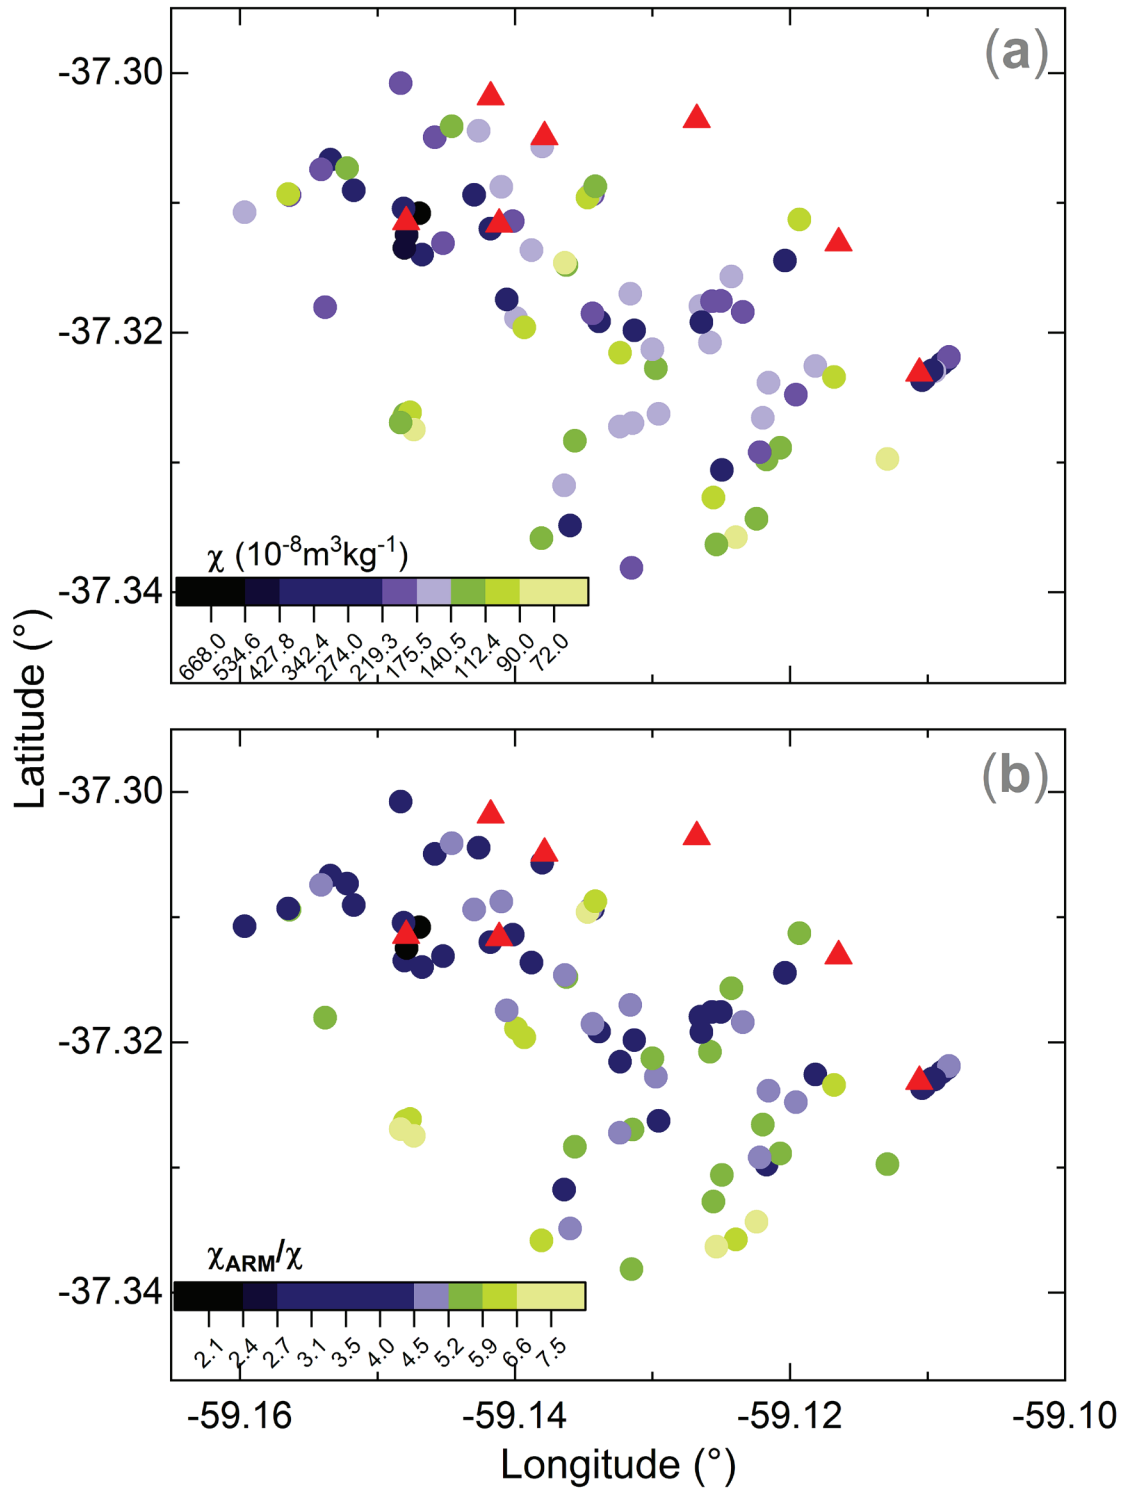 (a)
-37.30
-37.32
-37.34
χ (10⁻⁸m³kg⁻¹)
668.0 534.6 427.8 342.4 274.0 219.3 175.5 140.5 112.4 90.0 72.0
Latitude (°)
(b)
-37.30
-37.32
-37.34
χARM/χ
2.1 2.4 2.7 3.1 3.5 4.0 4.5 5.2 5.9 6.6 7.5
-59.16 -59.14 -59.12 -59.10
Longitude (°)